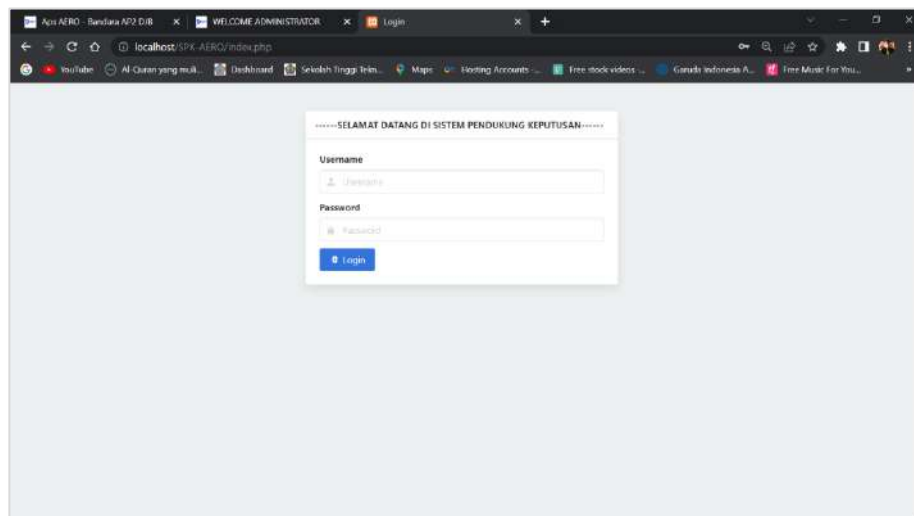 Aps AERO - Bandara AP2 DJB
WELCOME ADMINISTRATOR
Login
localhost/SPK-AERO/index.php
YouTube
Al-Quran yang muli...
Dashboard
Sekolah Tinggi Tekn...
Maps
Hosting Accounts -...
Free stock videos -...
Garuda Indonesia A...
Free Music For You...
------SELAMAT DATANG DI SISTEM PENDUKUNG KEPUTUSAN------
Username
Username
Password
Password
Login